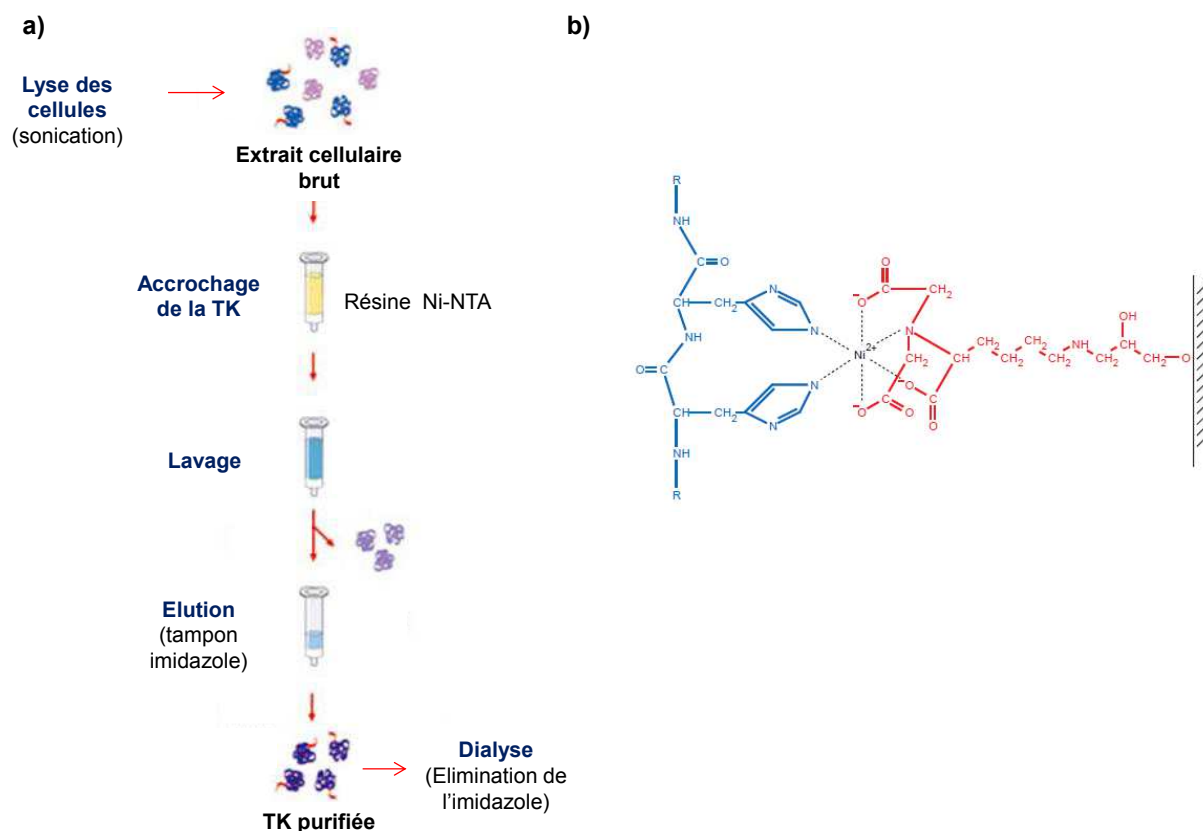 a)
Lyse des
cellules
(sonication)
Extrait cellulaire
brut
Accrochage
de la TK
Résine Ni-NTA
Lavage
Elution
(tampon
imidazole)
TK purifiée
Dialyse
(Elimination de
l'imidazole)
b)
R
NH
C=O
CH
CH2
N
N
NH
O=C
CH
CH2
N
N
NH
R
Ni2+
O
C
CH2
O-
N
CH2
CH
O-
C
O
O-
C
O
CH2
CH2
CH2
CH2
NH
CH2
OH
CH
CH2
O